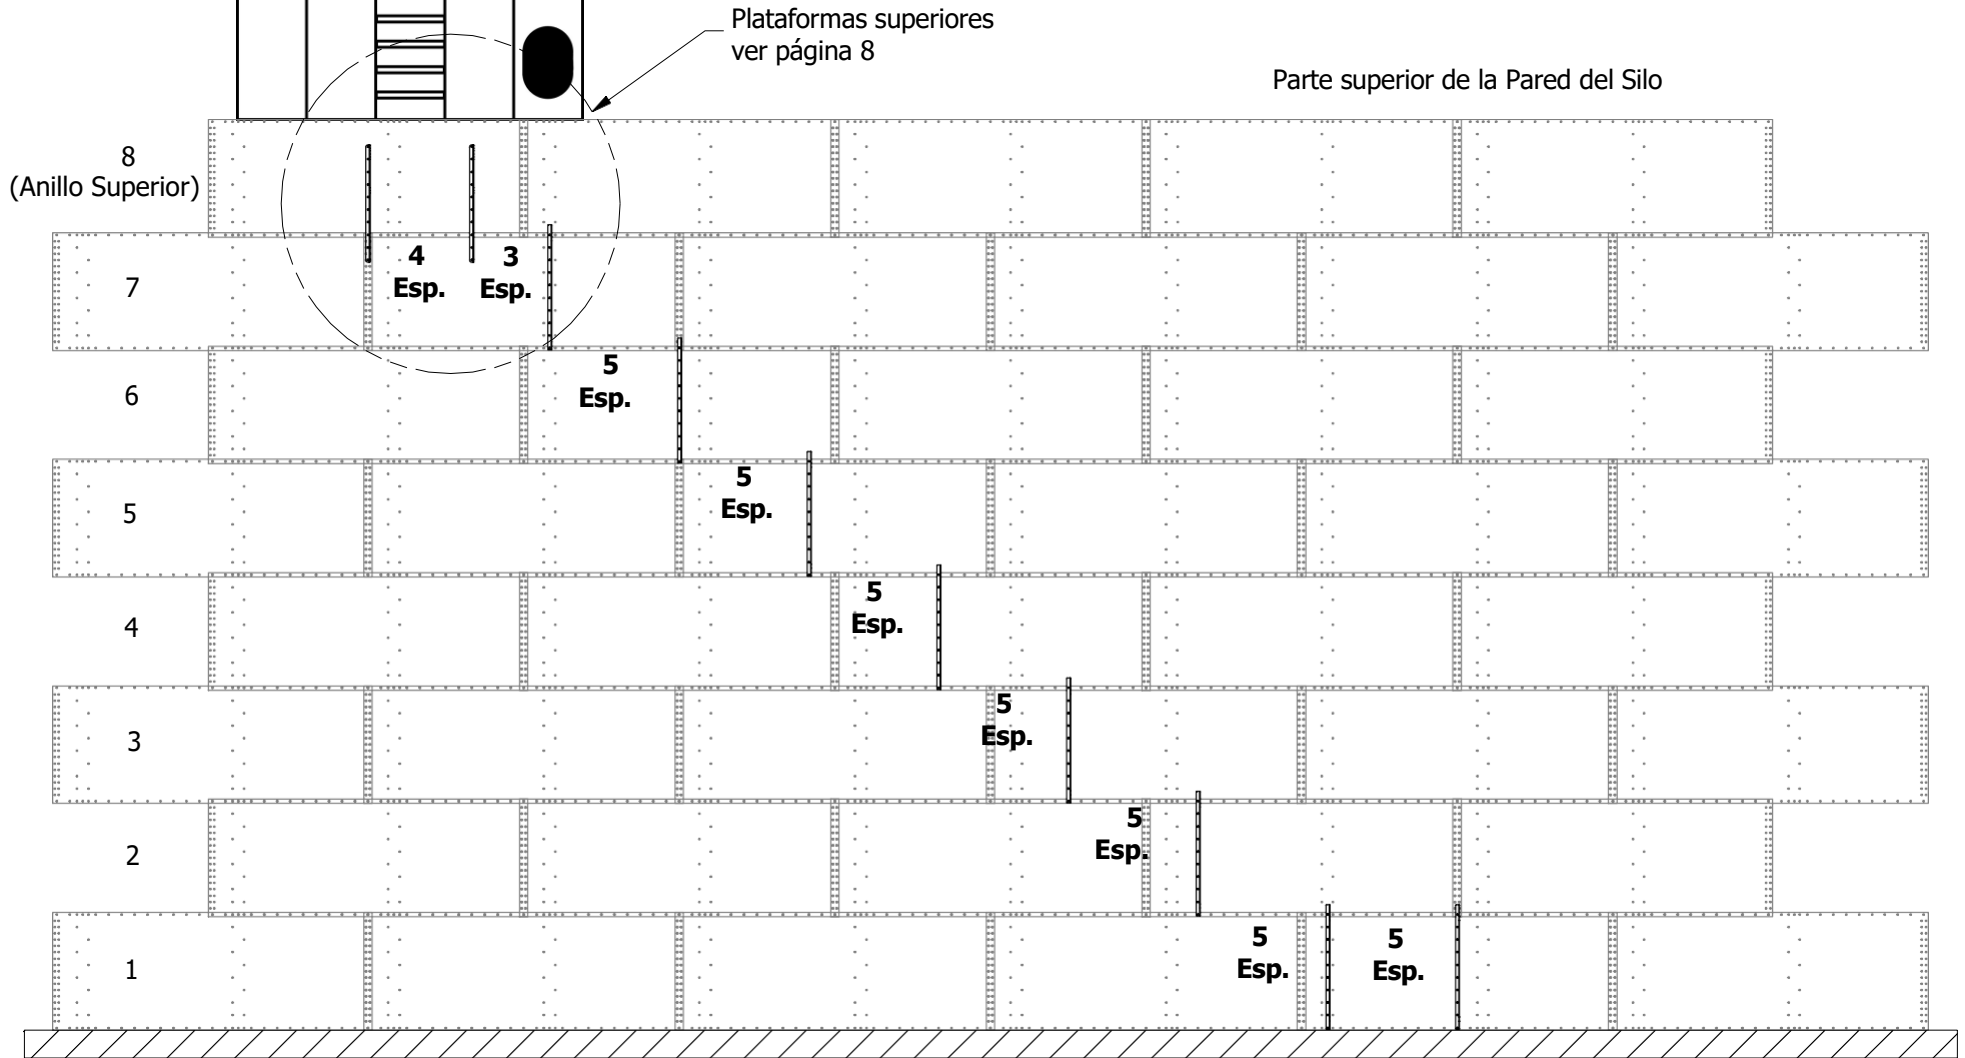 Plataformas superiores
ver página 8
Parte superior de la Pared del Silo
8
(Anillo Superior)
4
Esp.
3
Esp.
7
5
Esp.
6
5
Esp.
5
5
Esp.
4
5
Esp.
3
5
Esp.
2
5
Esp.
5
Esp.
1